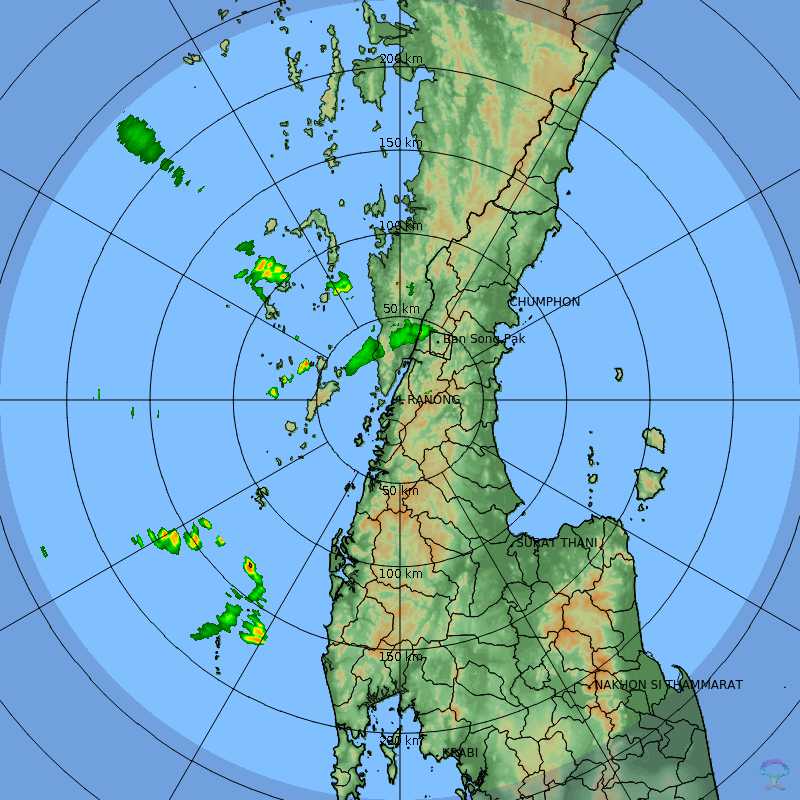 200 km
150 km
100 km
CHUMPHON
50 km
Ban Song Pak
RANONG
50 km
SURAT THANI
100 km
150 km
NAKHON SI THAMMARAT
200 km
KRABI